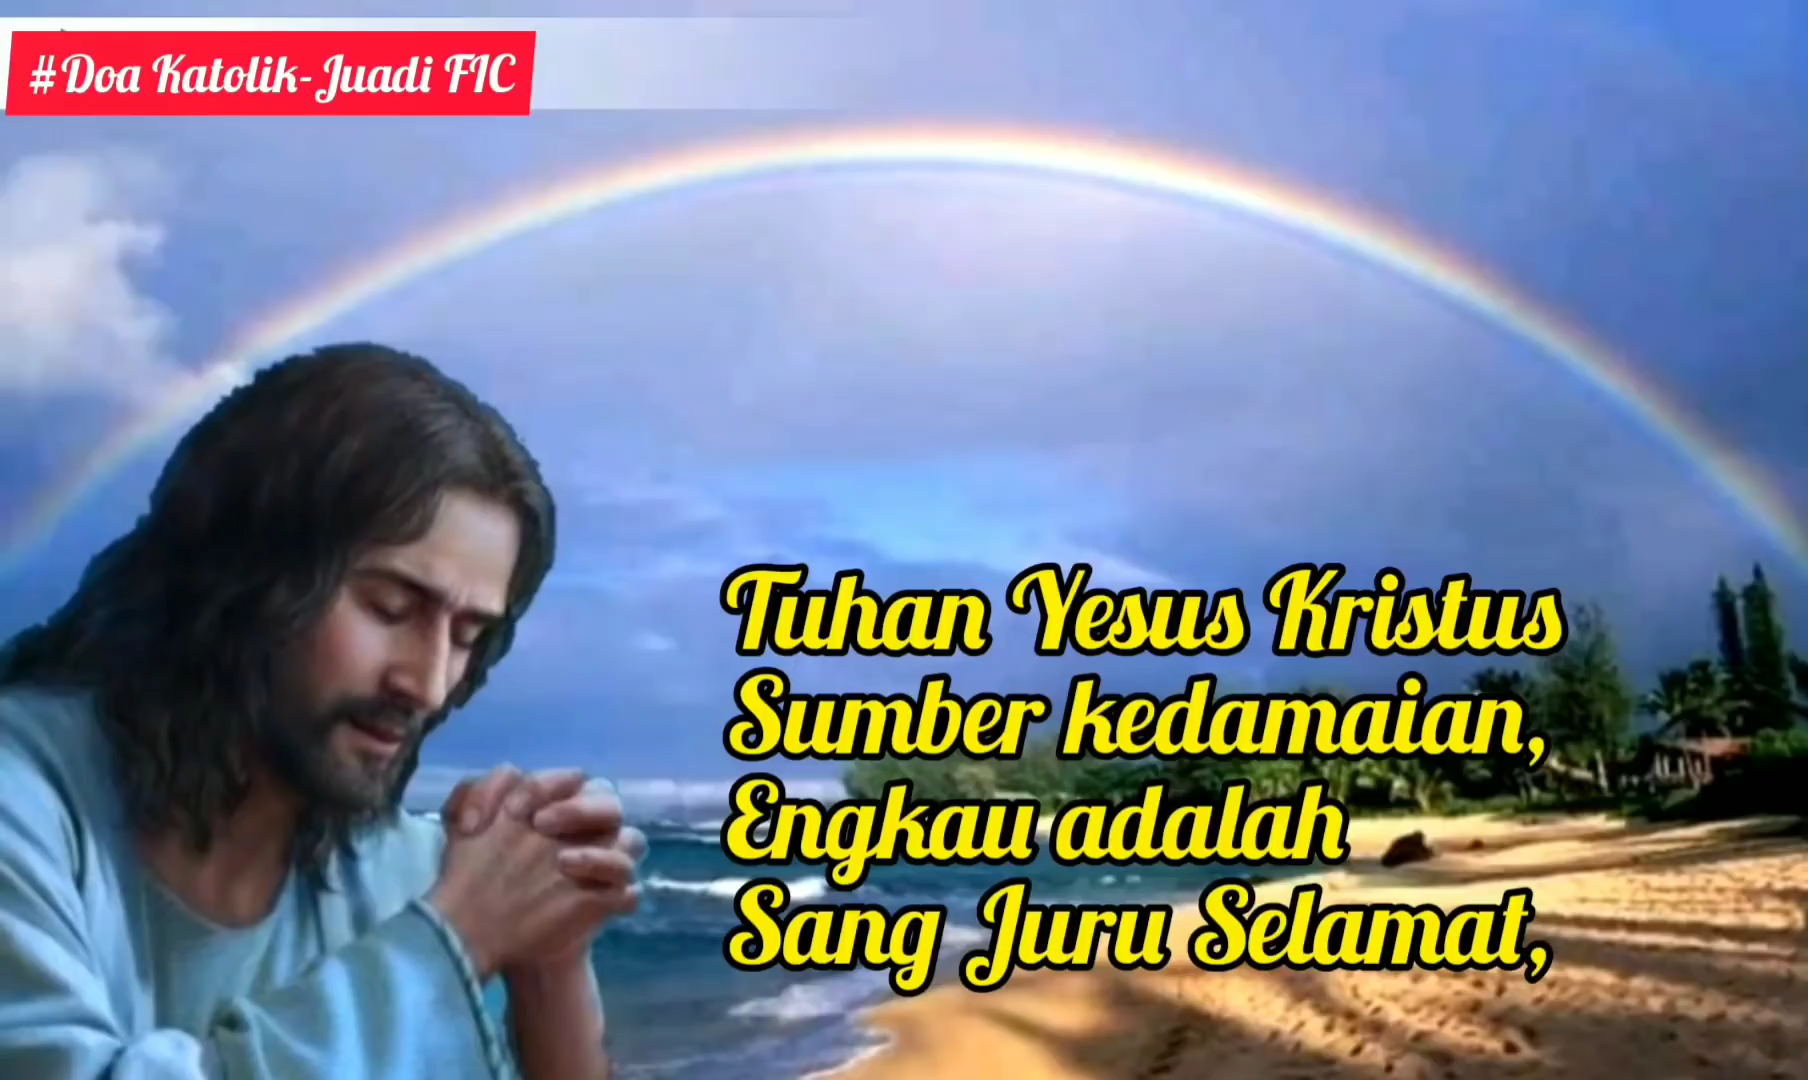 #Doa Katolik-Juadi FIC
Tuhan Yesus Kristus
Sumber kedamaian,
Engkau adalah
Sang Juru Selamat,